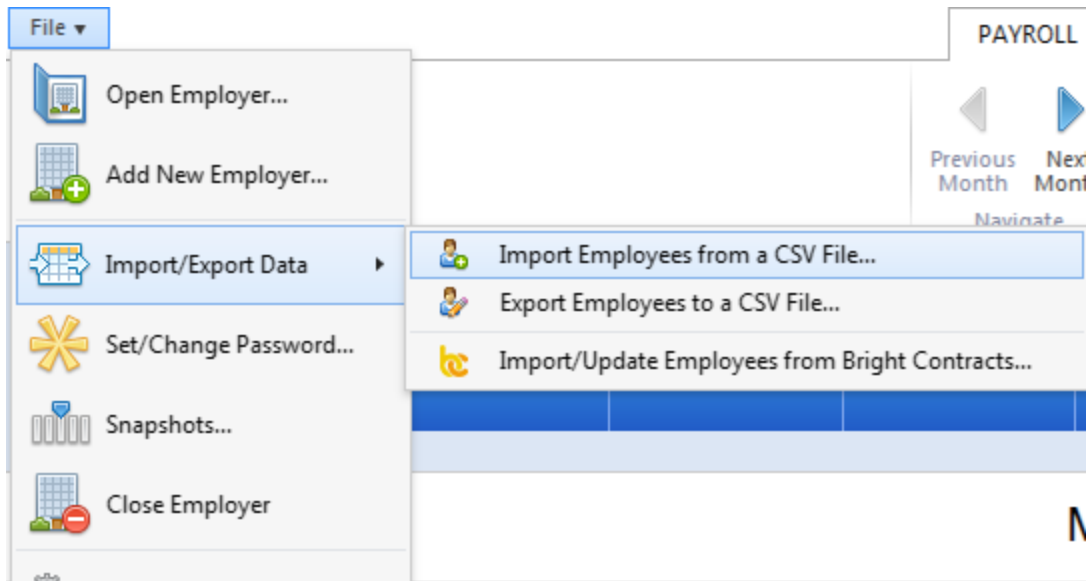 File ▾
PAYROLL
Open Employer...
Add New Employer...
Previous Month
Navigate
Import/Export Data
Import Employees from a CSV File...
Export Employees to a CSV File...
Import/Update Employees from Bright Contracts...
Set/Change Password...
Snapshots...
Close Employer